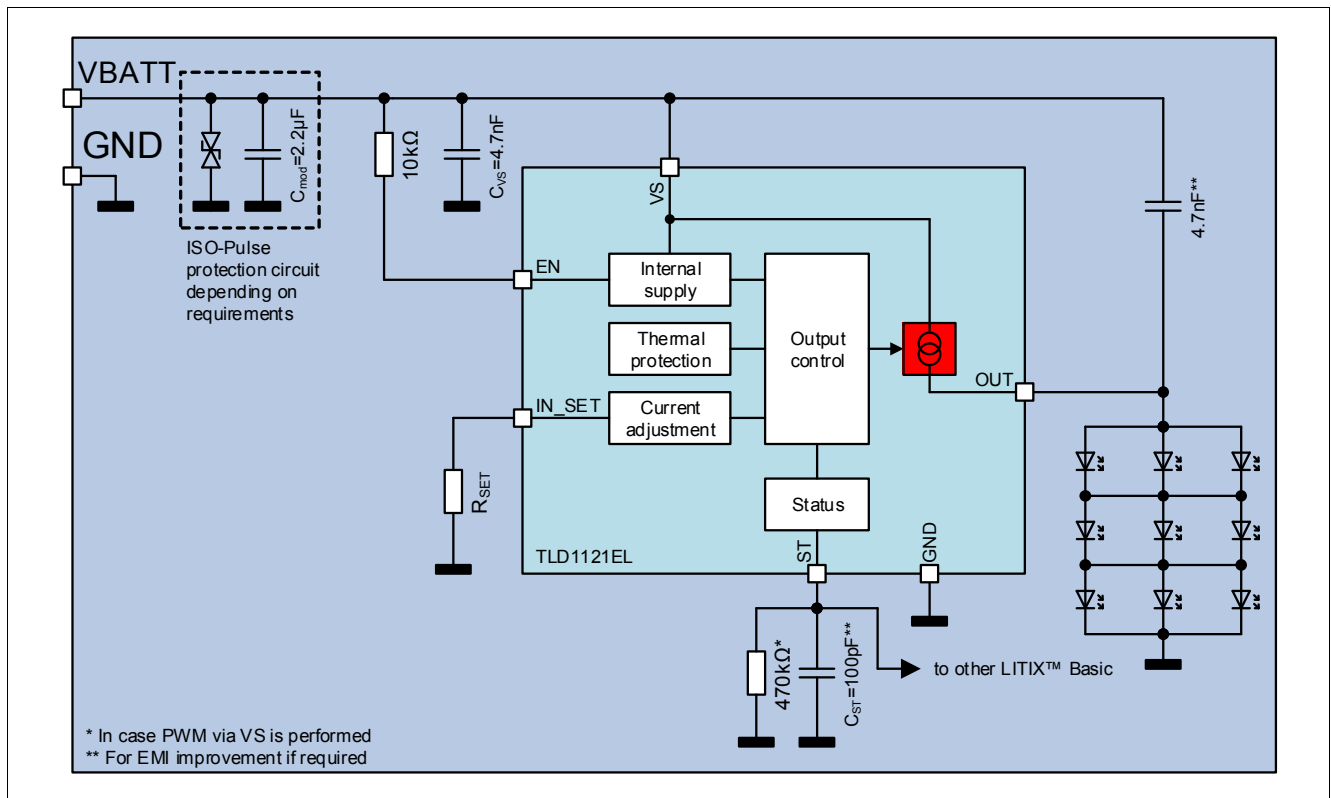 VBATT
GND
Cmod=2.2µF
10kΩ
CVS=4.7nF
4.7nF**
ISO-Pulse
protection circuit
depending on
requirements
VS
EN
Internal
supply
Thermal
protection
Output
control
OUT
IN_SET
Current
adjustment
RSET
Status
TLD1121EL
ST
GND
470kΩ*
CST=100pF**
to other LITIX™ Basic
* In case PWM via VS is performed
** For EMI improvement if required